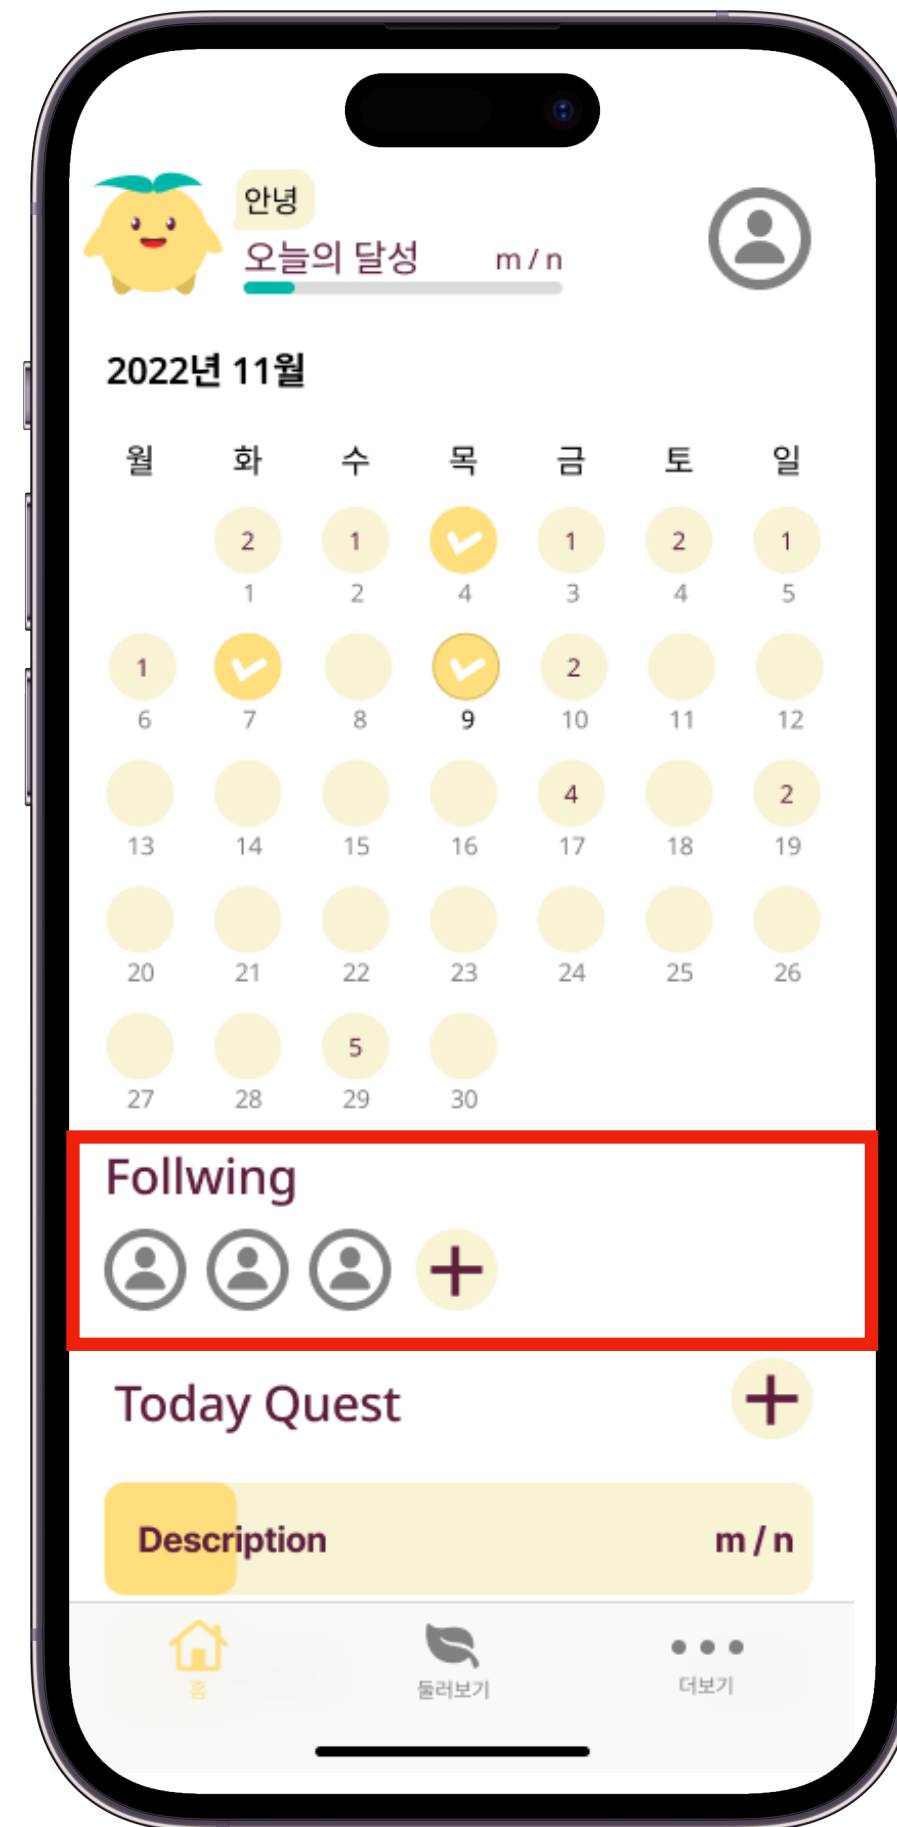 안녕
오늘의 달성 m / n
2022년 11월
월 화 수 목 금 토 일
2 1 1 2 1
1 2 4 3 4 5
1 2
6 7 8 9 10 11 12
4 2
13 14 15 16 17 18 19
20 21 22 23 24 25 26
5
27 28 29 30
Follwing
Today Quest
Description m / n
홈 둘러보기 더보기